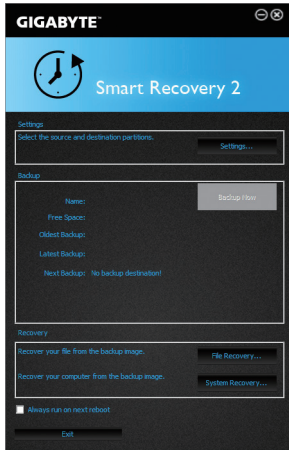 GIGABYTE™
Smart Recovery 2
Settings
Select the source and destination partitions.
Settings...
Backup
Backup Now
Name:
Free Space:
Oldest Backup:
Latest Backup:
Next Backup: No backup destination!
Recovery
Recover your file from the backup image.
File Recovery...
Recover your computer from the backup image.
System Recovery...
Always run on next reboot
Exit